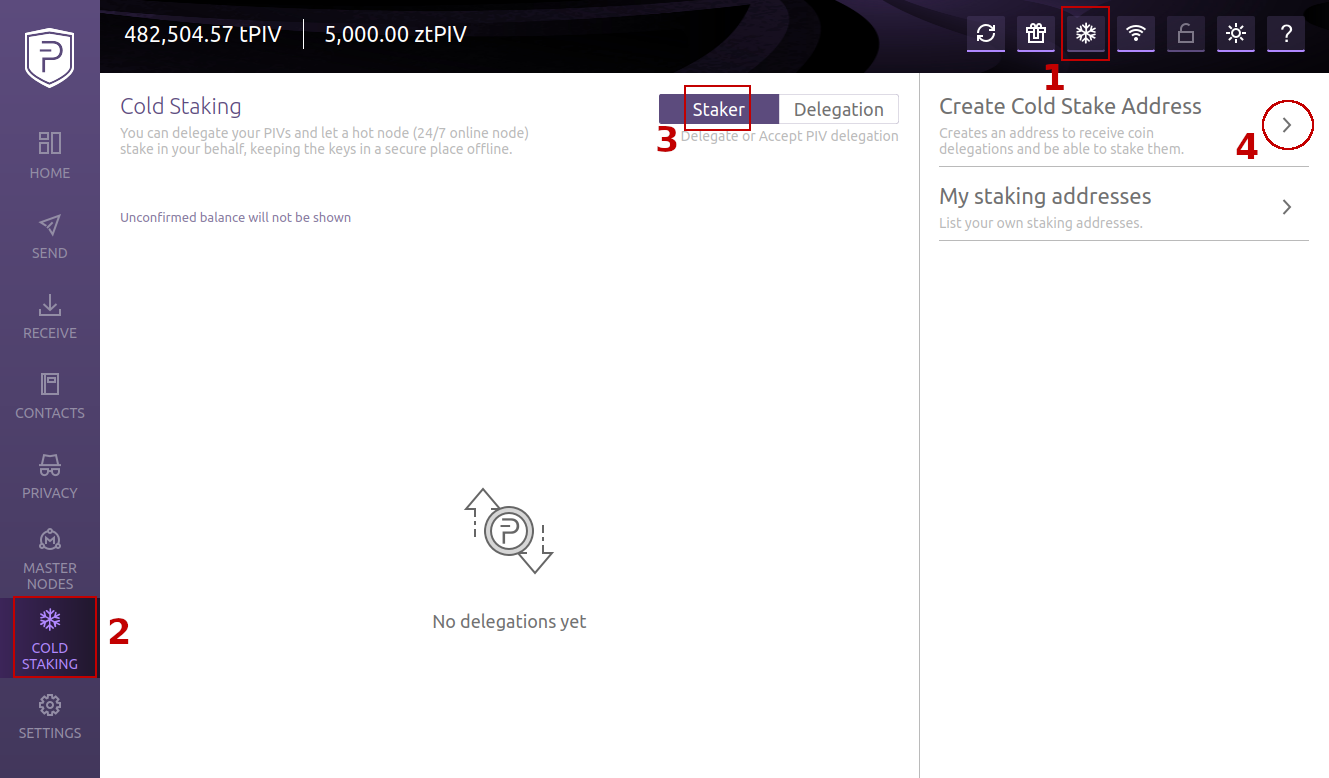 482,504.57 tPIV
5,000.00 ztPIV
?
1
HOME
SEND
RECEIVE
CONTACTS
PRIVACY
MASTER
NODES
COLD
STAKING
2
SETTINGS
Cold Staking
You can delegate your PIVs and let a hot node (24/7 online node)
stake in your behalf, keeping the keys in a secure place offline.
Staker
Delegation
3
Delegate or Accept PIV delegation
Unconfirmed balance will not be shown
No delegations yet
Create Cold Stake Address
Creates an address to receive coin
delegations and be able to stake them.
4
My staking addresses
List your own staking addresses.